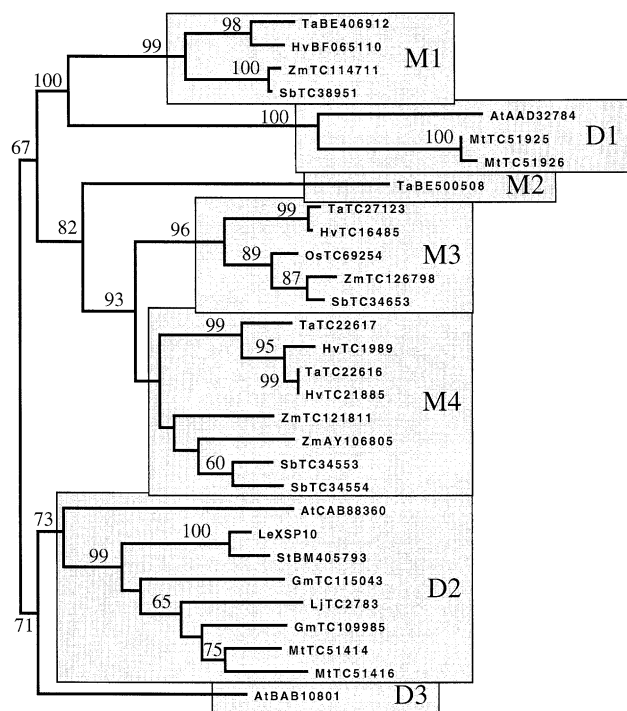 98
TaBE406912
HvBF065110
99
M1
100
ZmTC114711
SbTC38951
100
AtAAD32784
100
100
MtTC51925
D1
MtTC51926
67
TaBE500508
M2
82
96
99
TaTC27123
HvTC16485
M3
89
OsTC69254
87
ZmTC126798
SbTC34653
93
99
TaTC22617
95
HvTC1989
99
TaTC22616
HvTC21885
M4
ZmTC121811
ZmAY106805
60
SbTC34553
SbTC34554
73
AtCAB88360
100
LeXSP10
99
StBM405793
GmTC115043
D2
65
LjTC2783
GmTC109985
75
MtTC51414
MtTC51416
71
AtBAB10801
D3